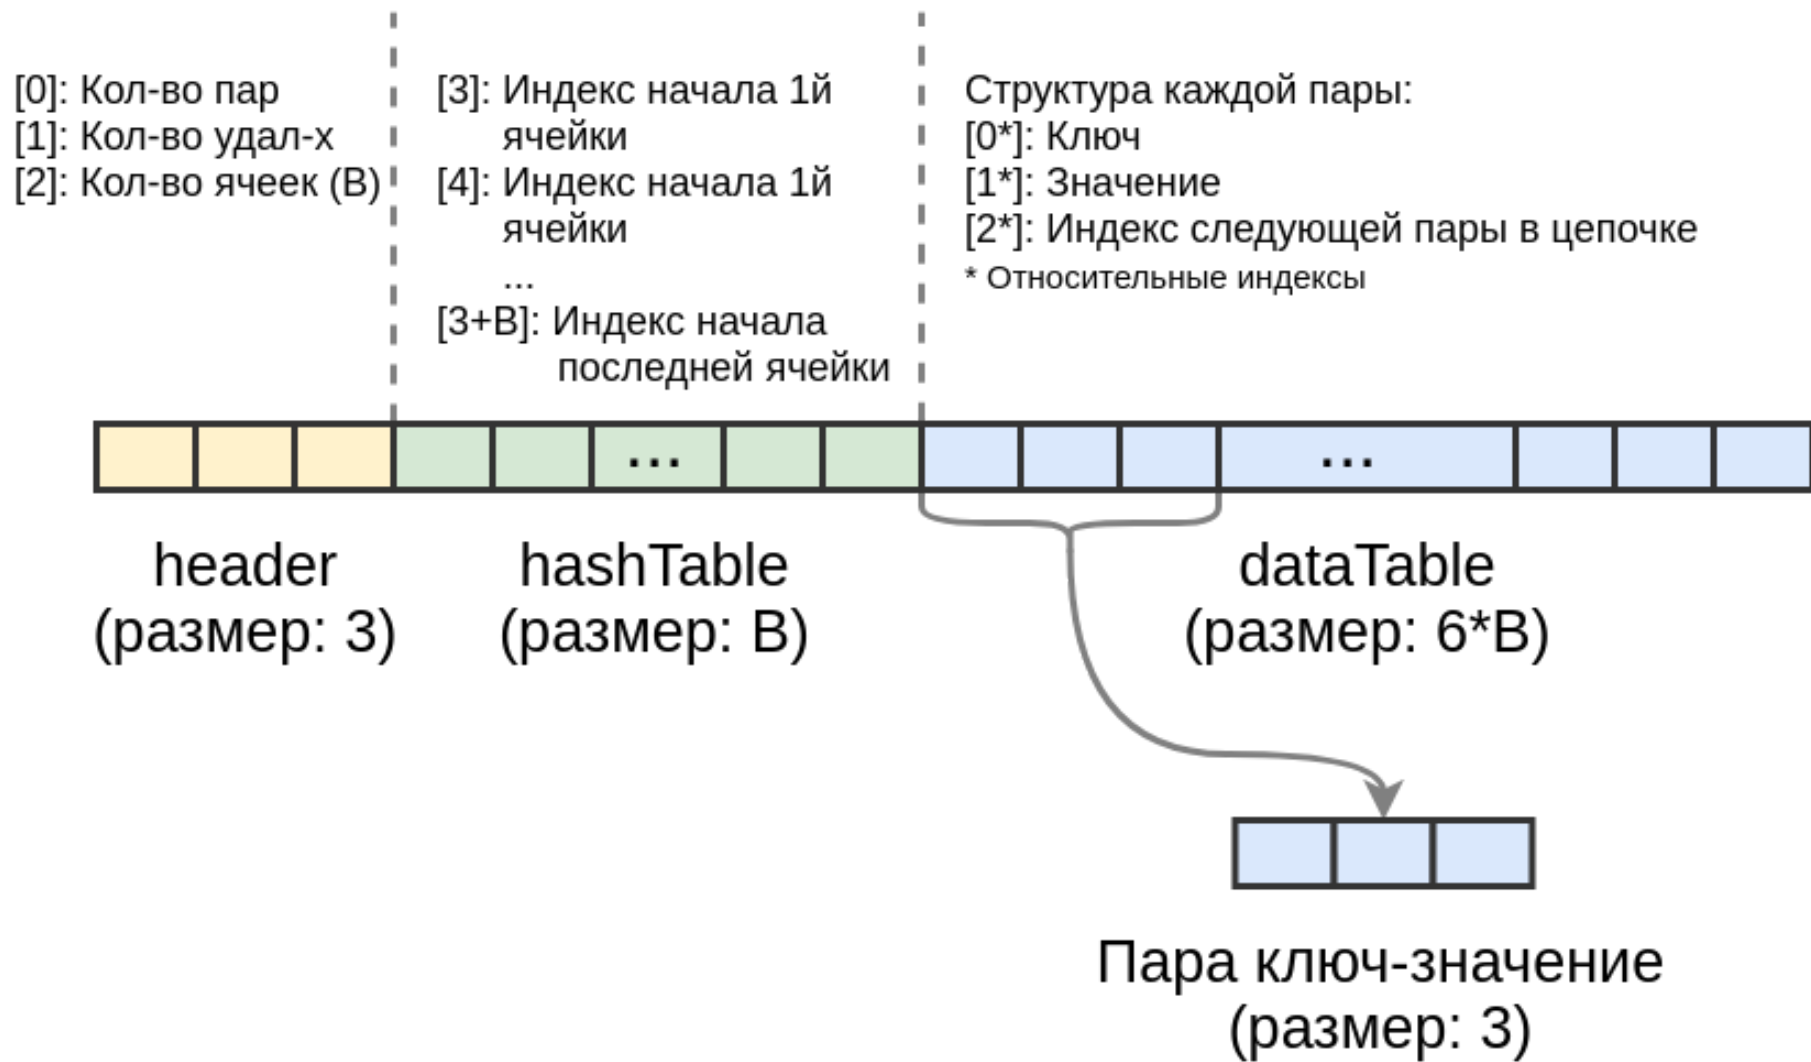 [0]: Кол-во пар
[1]: Кол-во удал-х
[2]: Кол-во ячеек (B)
[3]: Индекс начала 1й
ячейки
[4]: Индекс начала 1й
ячейки
...
[3+B]: Индекс начала
последней ячейки
Структура каждой пары:
[0*]: Ключ
[1*]: Значение
[2*]: Индекс следующей пары в цепочке
* Относительные индексы
...
...
header
(размер: 3)
hashTable
(размер: B)
dataTable
(размер: 6*B)
Пара ключ-значение
(размер: 3)